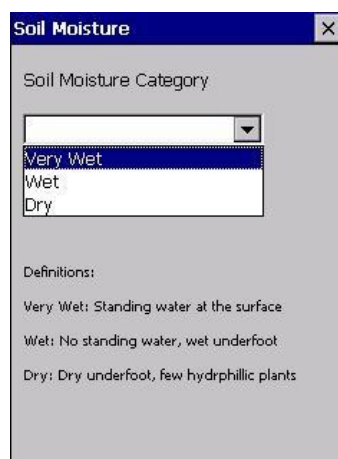 Soil Moisture
Soil Moisture Category
Very Wet
Wet
Dry
Definitions:
Very Wet: Standing water at the surface
Wet: No standing water, wet underfoot
Dry: Dry underfoot, few hydrphillic plants